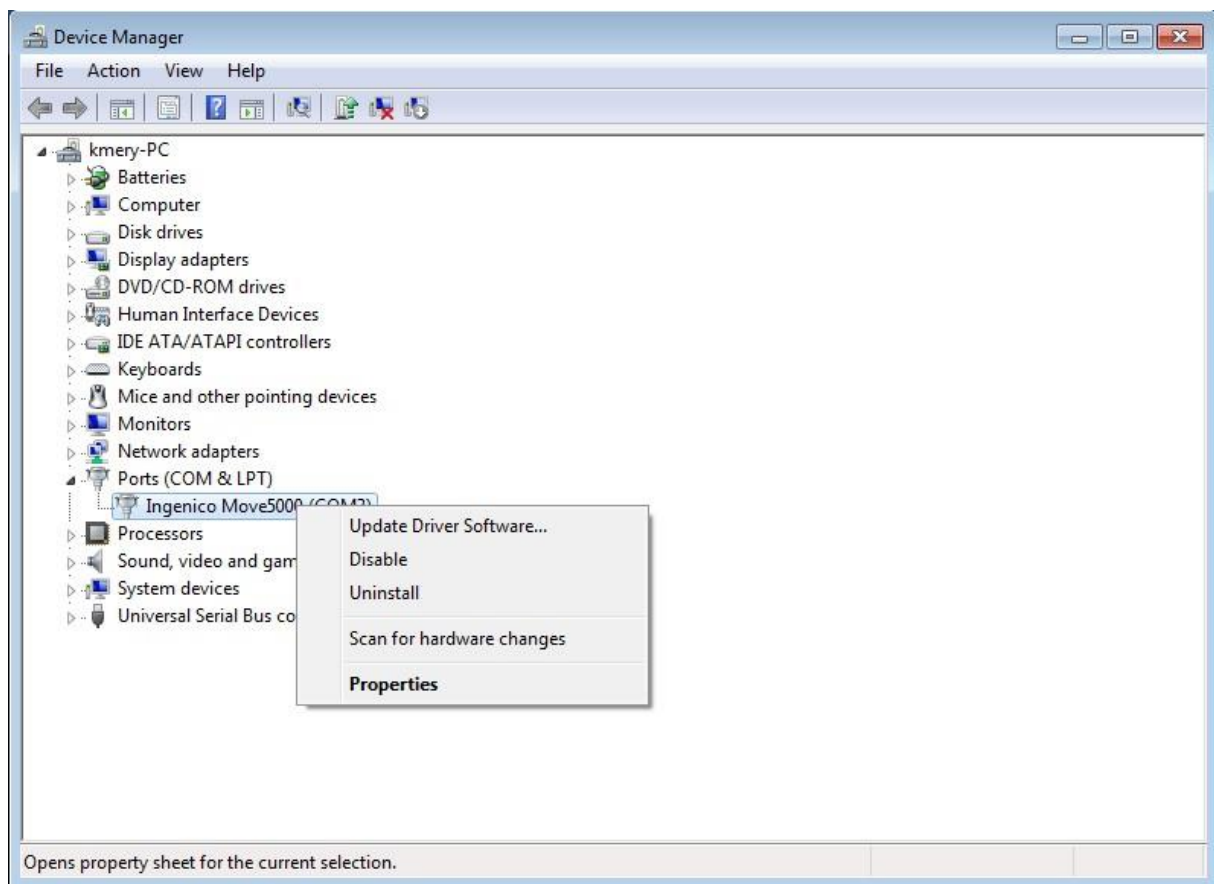 Device Manager
File Action View Help
kmery-PC
Batteries
Computer
Disk drives
Display adapters
DVD/CD-ROM drives
Human Interface Devices
IDE ATA/ATAPI controllers
Keyboards
Mice and other pointing devices
Monitors
Network adapters
Ports (COM & LPT)
Ingenico Move5000
Processors
Sound, video and gam
System devices
Universal Serial Bus co
Update Driver Software...
Disable
Uninstall
Scan for hardware changes
Properties
Opens property sheet for the current selection.